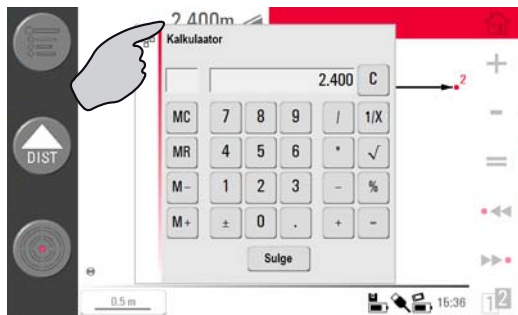 2.400m
Kalkulaator
2.400 C
2
MC 7 8 9 / 1/X
MR 4 5 6 * √
DIST
M- 1 2 3 - %
M+ ± 0 . + =
Sulge
0.5 m
15:36
1 2